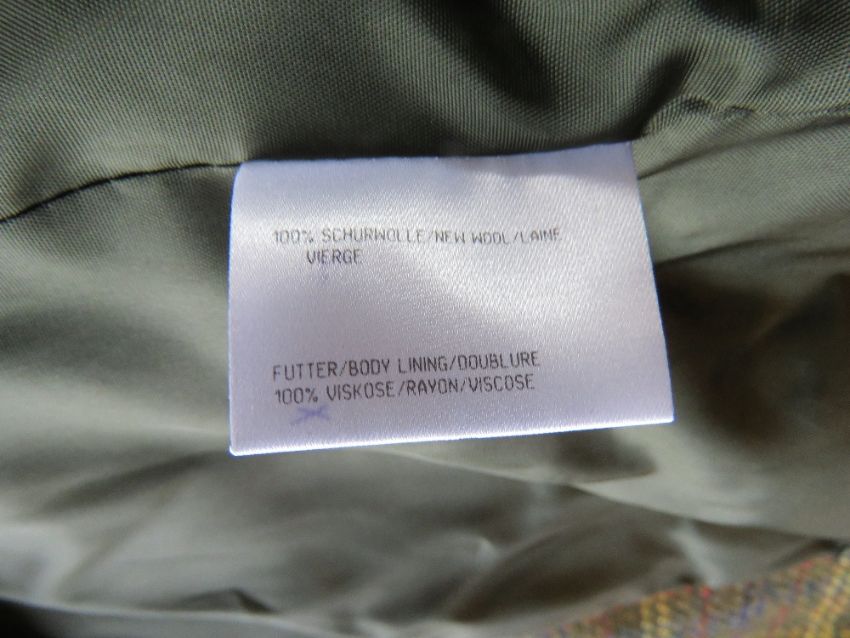 100% SCHURWOLLE/NEW WOOL/LAINE
VIERGE
FUTTER/BODY LINING/DOUBLURE
100% VISKOSE/RAYON/VISCOSE